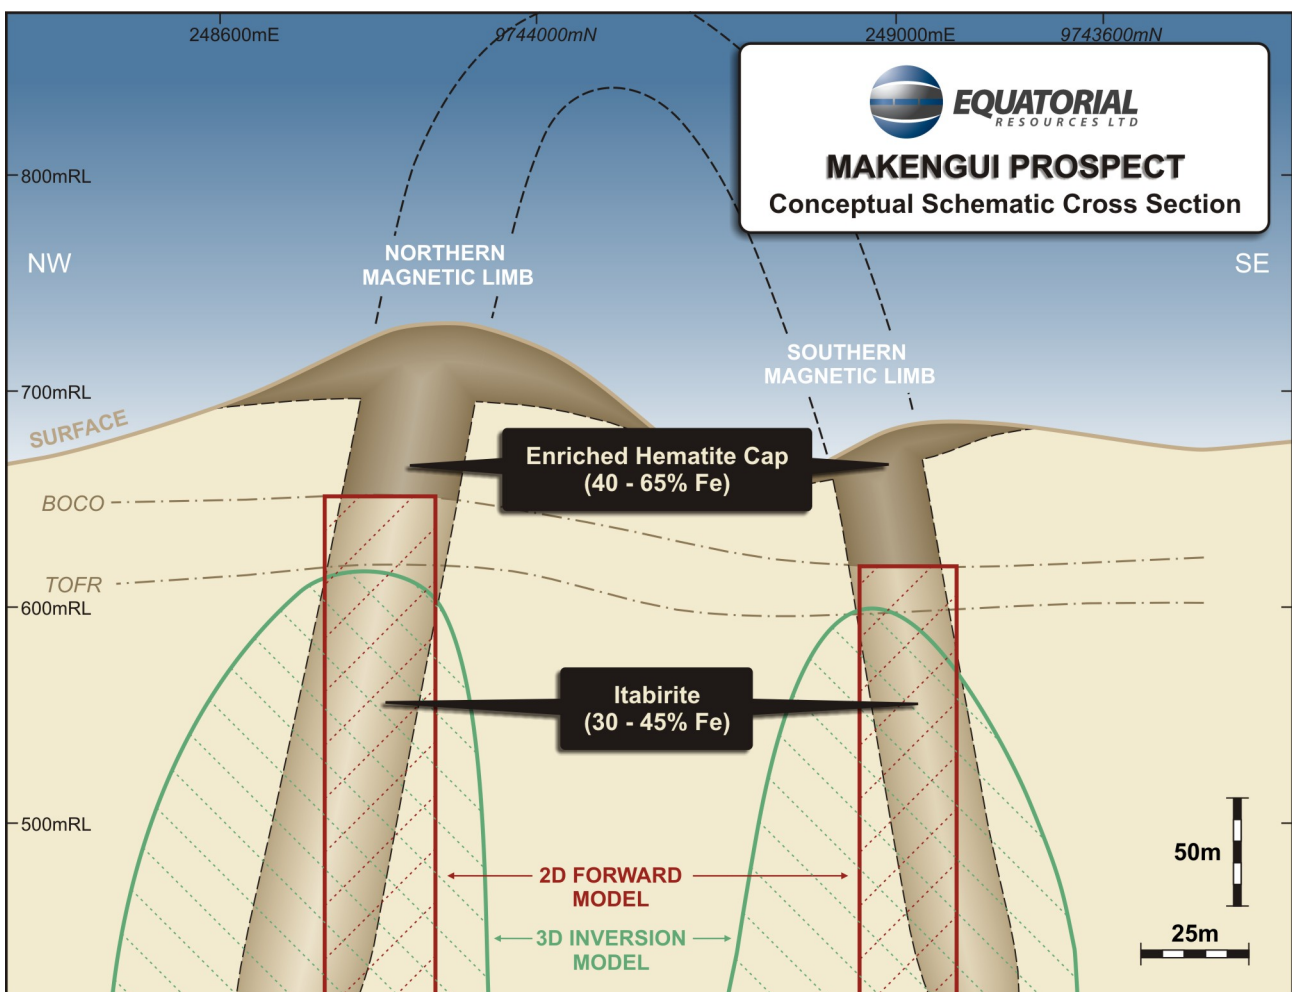 248600mE
9744000mN
249000mE
9743600mN
EQUATORIAL
RESOURCES LTD
MAKENGUI PROSPECT
Conceptual Schematic Cross Section
800mRL
NW
SE
NORTHERN
MAGNETIC LIMB
SOUTHERN
MAGNETIC LIMB
700mRL
SURFACE
Enriched Hematite Cap
(40 - 65% Fe)
BOCO
TOFR
600mRL
Itabirite
(30 - 45% Fe)
500mRL
50m
2D FORWARD
MODEL
25m
3D INVERSION
MODEL